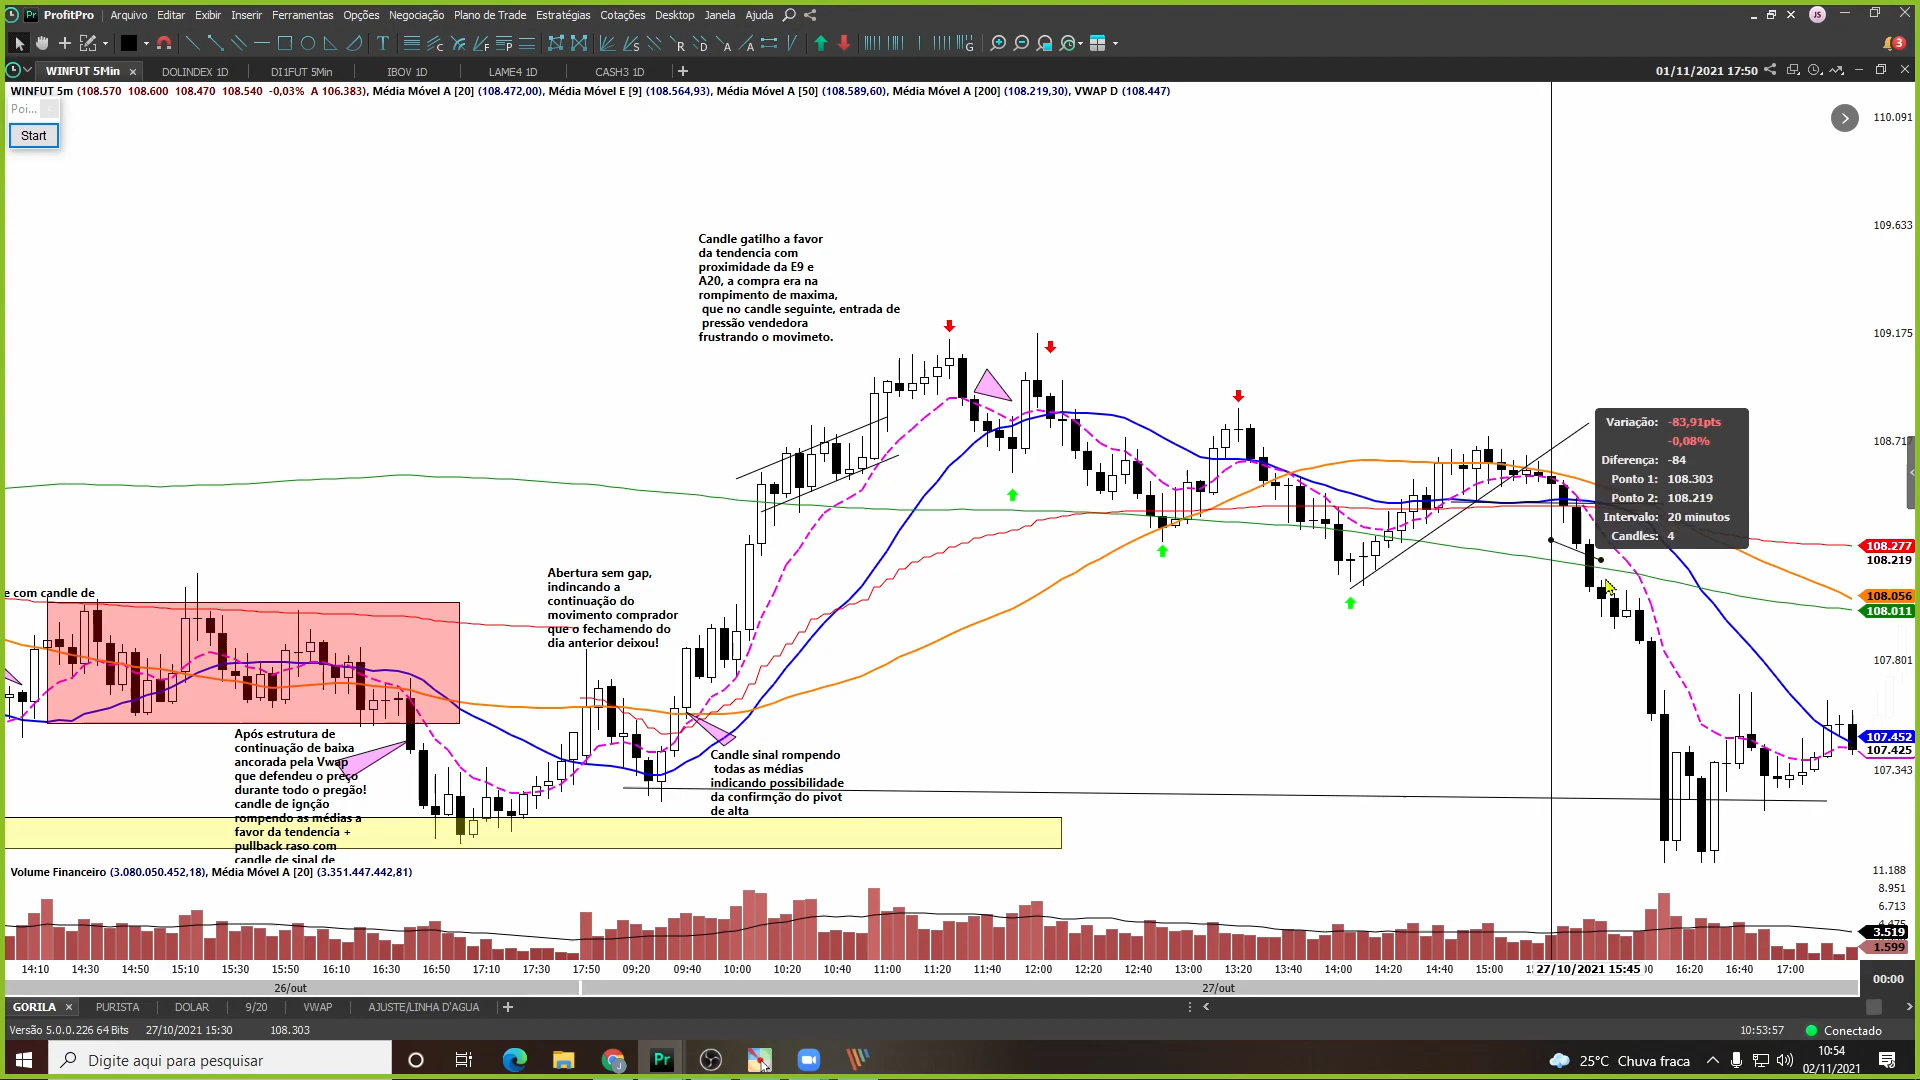 ProfitPro Arquivo Editar Exibir Inserir Ferramentas Opções Negociação Plano de Trade Estratégias Cotações Desktop Janela Ajuda JS
3
WINFUT 5Min DOLINDEX 1D DI1FUT 5Min IBOV 1D LAME4 1D CASH3 1D 01/11/2021 17:50
WINFUT 5m (108.570 108.600 108.470 108.540 -0,03% A 106.383), Média Móvel A [20] (108.472,00), Média Móvel E [9] (108.564,93), Média Móvel A [50] (108.589,60), Média Móvel A [200] (108.219,30), VWAP D (108.447)
Poi...
Start
110.091
109.633
109.175
108.717
108.277
108.219
108.056
108.011
107.801
107.452
107.425
107.343
Candle gatilho a favor
da tendencia com
proximidade da E9 e
A20, a compra era na
rompimento de maxima,
que no candle seguinte, entrada de
pressão vendedora
frustrando o movimeto.
Variação: -83,91pts
-0,08%
Diferença: -84
Ponto 1: 108.303
Ponto 2: 108.219
Intervalo: 20 minutos
Candles: 4
Abertura sem gap,
indincando a
continuação do
movimento comprador
que o fechamendo do
dia anterior deixou!
e com candle de
Após estrutura de
continuação de baixa
ancorada pela Vwap
que defendeu o preço
durante todo o pregão!
candle de ignção
rompendo as médias a
favor da tendencia +
pullback raso com
candle de sinal de
Candle sinal rompendo
todas as médias
indicando possibilidade
da confirmção do pivot
de alta
Volume Financeiro (3.080.050.452,18), Média Móvel A [20] (3.351.447.442,81)
11.188
8.951
6.713
4.475
3.519
1.599
14:10 14:30 14:50 15:10 15:30 15:50 16:10 16:30 16:50 17:10 17:30 17:50 09:20 09:40 10:00 10:20 10:40 11:00 11:20 11:40 12:00 12:20 12:40 13:00 13:20 13:40 14:00 14:20 14:40 15:00 27/10/2021 15:45 16:20 16:40 17:00 00:00
26/out 27/out
GORILA PURISTA DOLAR 9/20 VWAP AJUSTE/LINHA D'AGUA
Versão 5.0.0.226 64 Bits 27/10/2021 15:30 108.303 10:53:57 Conectado
Digite aqui para pesquisar Pr 25°C Chuva fraca 10:54
02/11/2021